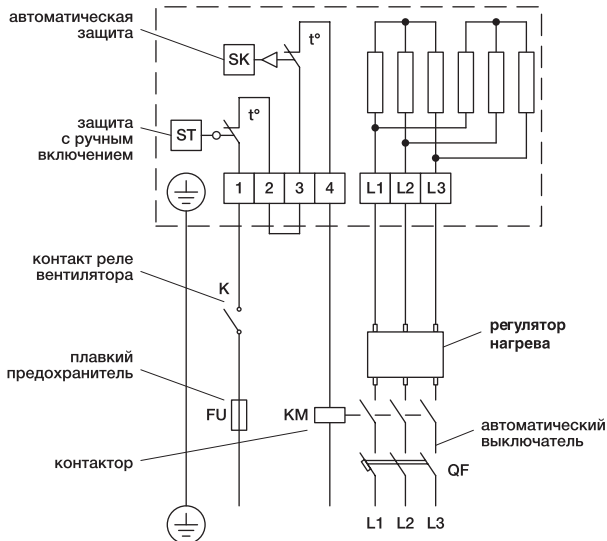 автоматическая
защита
SK
t°
защита
с ручным
включением
ST
t°
1 2 3 4 L1 L2 L3
контакт реле
вентилятора
K
регулятор
нагрева
плавкий
предохранитель
FU
KM
автоматический
выключатель
контактор
QF
L1 L2 L3